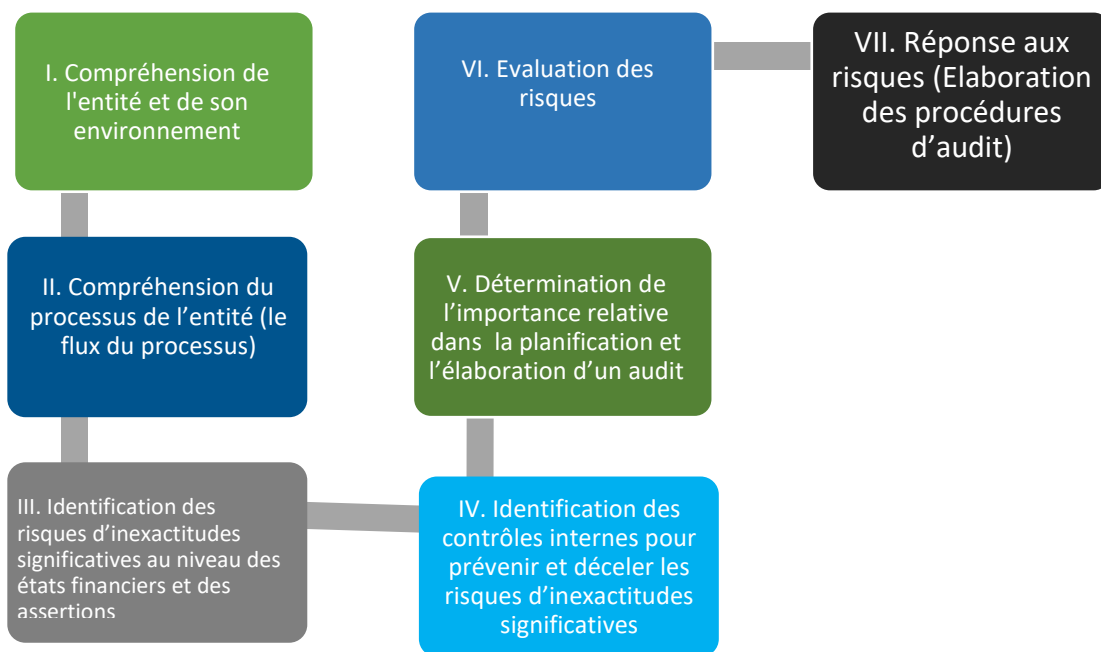 I. Compréhension de
l'entité et de son
environnement
II. Compréhension du
processus de l’entité (le
flux du processus)
III. Identification des
risques d’inexactitudes
significatives au niveau des
états financiers et des
assertions
IV. Identification des
contrôles internes pour
prévenir et déceler les
risques d’inexactitudes
significatives
V. Détermination de
l’importance relative
dans la planification et
l’élaboration d’un audit
VI. Evaluation des
risques
VII. Réponse aux
risques (Elaboration
des procédures
d’audit)